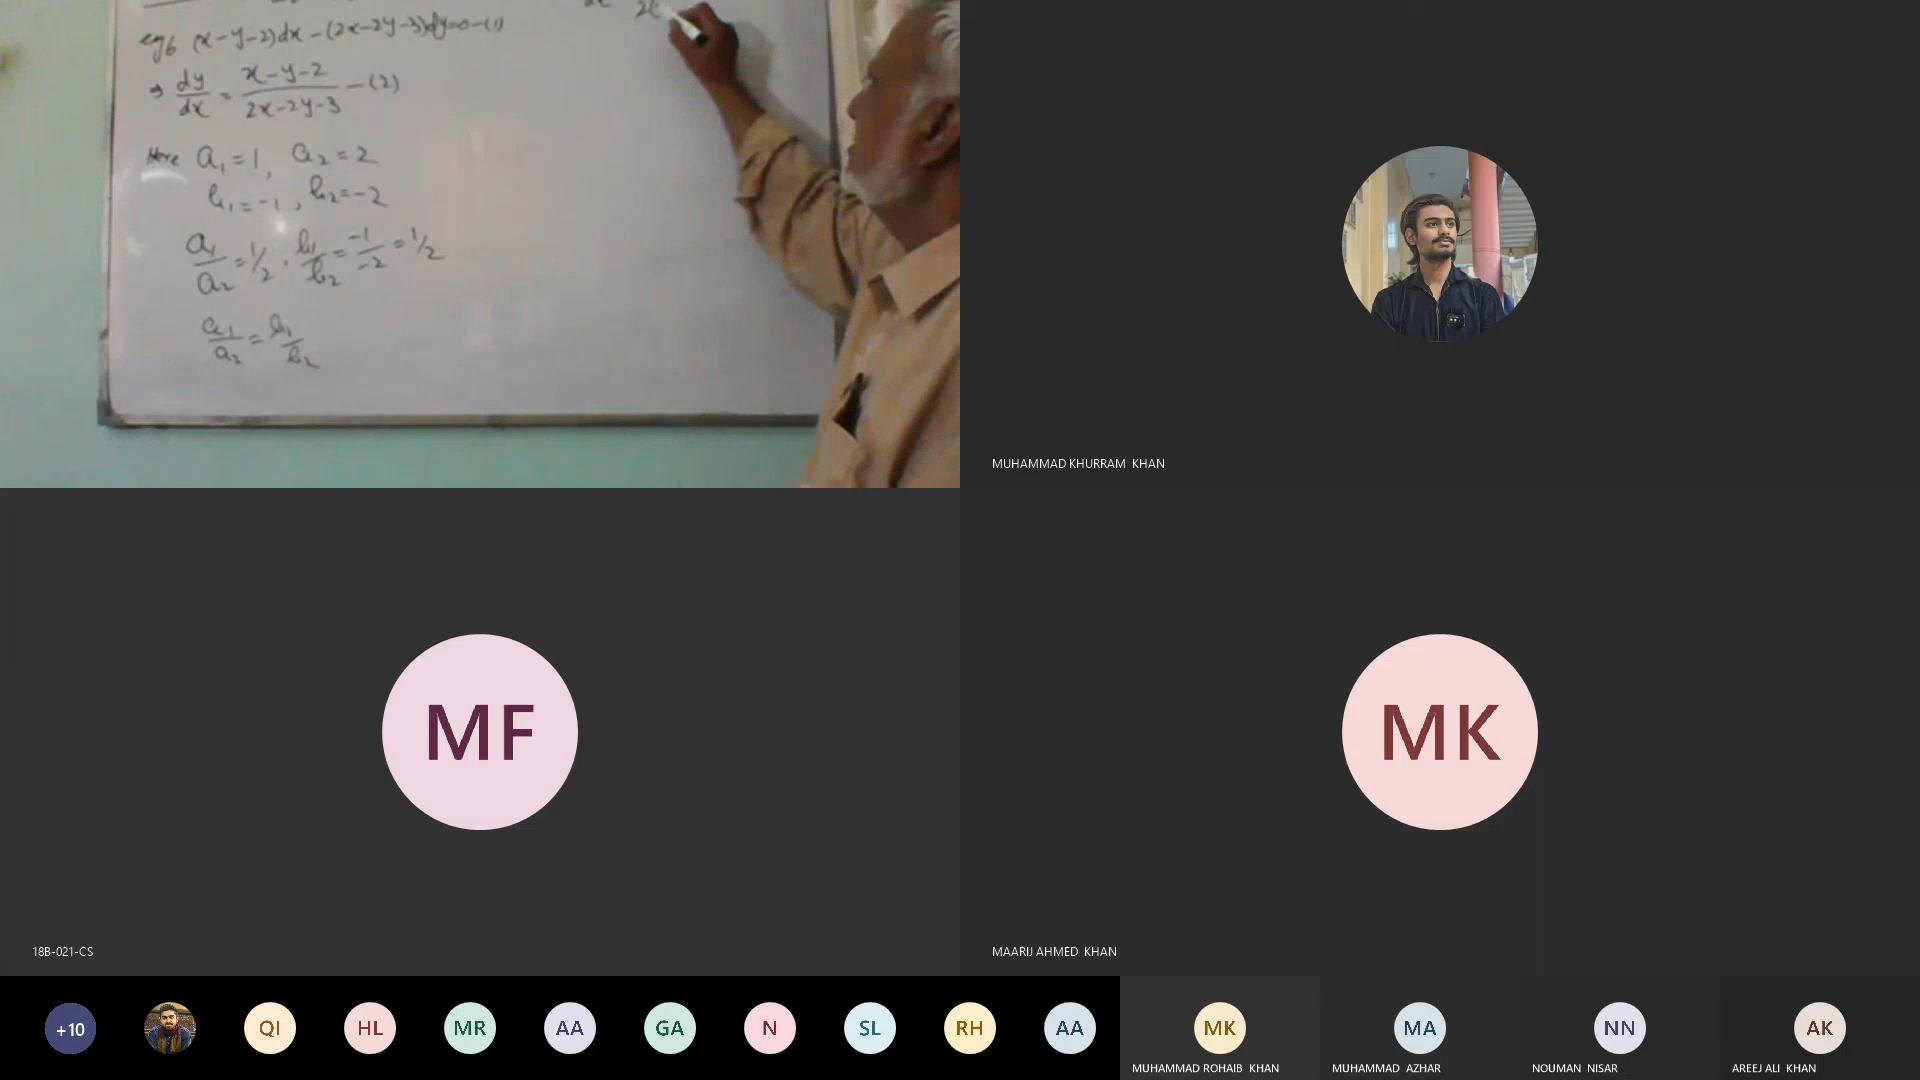 eg6 (x-y-2)dx - (2x-2y-3)dy=0 -(1)
⇒ dy/dx = x-y-2/2x-2y-3 -(2)
Here a₁=1, a₂=2
b₁=-1, b₂=-2
a₁/a₂ = 1/2, b₁/b₂ = -1/-2 = 1/2
a₁/a₂ = b₁/b₂
MUHAMMAD KHURRAM KHAN
MF
MK
18B-021-CS
MAARIJ AHMED KHAN
+10
QI
HL
MR
AA
GA
N
SL
RH
AA
MK
MA
NN
AK
MUHAMMAD ROHAIB KHAN
MUHAMMAD AZHAR
NOUMAN NISAR
AREEJ ALI KHAN